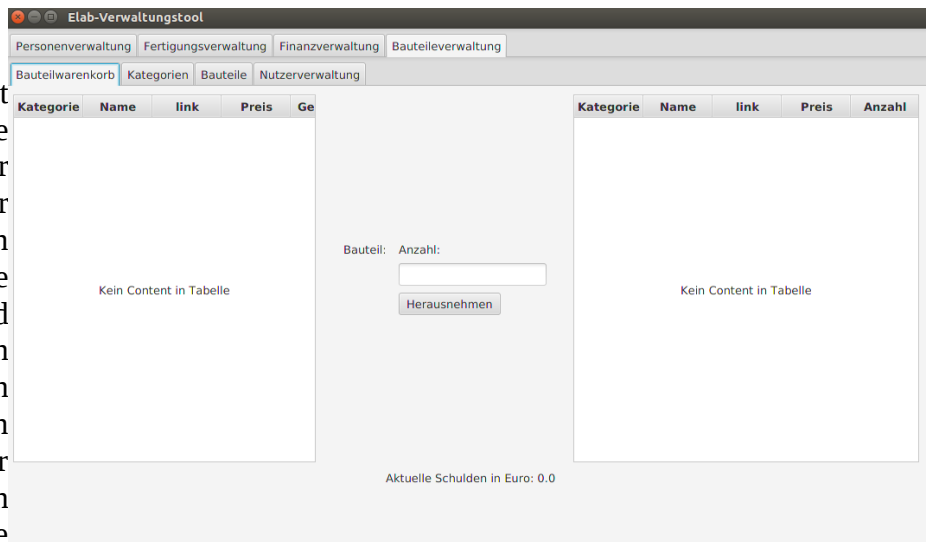 Elab-Verwaltungstool
Personenverwaltung Fertigungsverwaltung Finanzverwaltung Bauteileverwaltung
Bauteilwarenkorb Kategorien Bauteile Nutzerverwaltung
Kategorie Name link Preis Ge
Kategorie Name link Preis Anzahl
Bauteil: Anzahl:
Kein Content in Tabelle
Herausnehmen
Kein Content in Tabelle
Aktuelle Schulden in Euro: 0.0
t
e
r
r
n
e
d
n
n
n
r
n
e